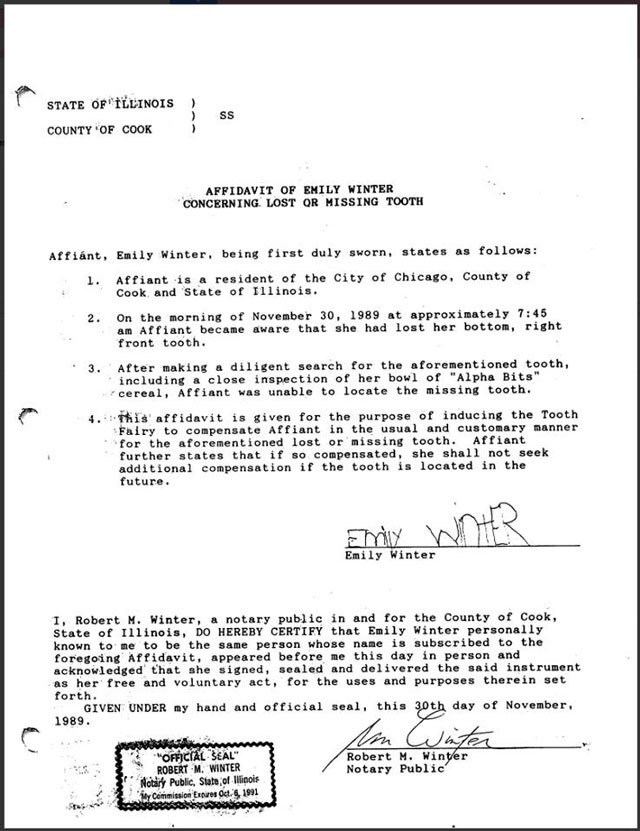 STATE OF ILLINOIS )
) SS
COUNTY OF COOK )
AFFIDAVIT OF EMILY WINTER
CONCERNING LOST OR MISSING TOOTH
Affiant, Emily Winter, being first duly sworn, states as follows:
1. Affiant is a resident of the City of Chicago, County of
Cook and State of Illinois.
2. On the morning of November 30, 1989 at approximately 7:45
am Affiant became aware that she had lost her bottom, right
front tooth.
3. After making a diligent search for the aforementioned tooth,
including a close inspection of her bowl of "Alpha Bits"
cereal, Affiant was unable to locate the missing tooth.
4. This affidavit is given for the purpose of inducing the Tooth
Fairy to compensate Affiant in the usual and customary manner
for the aforementioned lost or missing tooth. Affiant
further states that if so compensated, she shall not seek
additional compensation if the tooth is located in the
future.
EMILY WINTER
Emily Winter
I, Robert M. Winter, a notary public in and for the County of Cook,
State of Illinois, DO HEREBY CERTIFY that Emily Winter personally
known to me to be the same person whose name is subscribed to the
foregoing Affidavit, appeared before me this day in person and
acknowledged that she signed, sealed and delivered the said instrument
as her free and voluntary act, for the uses and purposes therein set
forth.
GIVEN UNDER my hand and official seal, this 30th day of November,
1989.
Winter
Robert M. Winter
Notary Public
"OFFICIAL SEAL"
ROBERT M. WINTER
Notary Public, State of Illinois
My Commission Expires Oct. 6, 1991